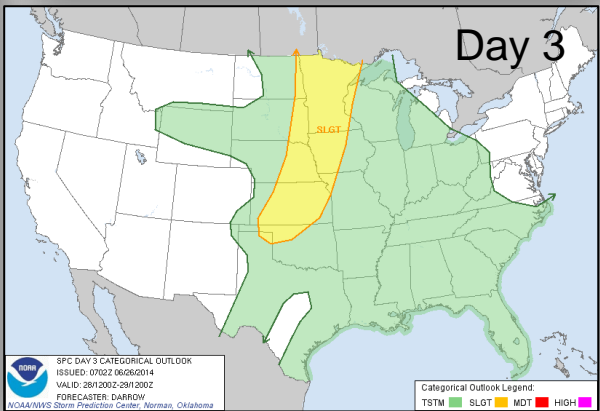 Day 3
SLGT
NOAA
SPC DAY 3 CATEGORICAL OUTLOOK
ISSUED: 0702Z 06/26/2014
VALID: 28/1200Z-29/1200Z
FORECASTER: DARROW
NOAA/NWS Storm Prediction Center, Norman, Oklahoma
Categorical Outlook Legend:
TSTM SLGT MDT HIGH